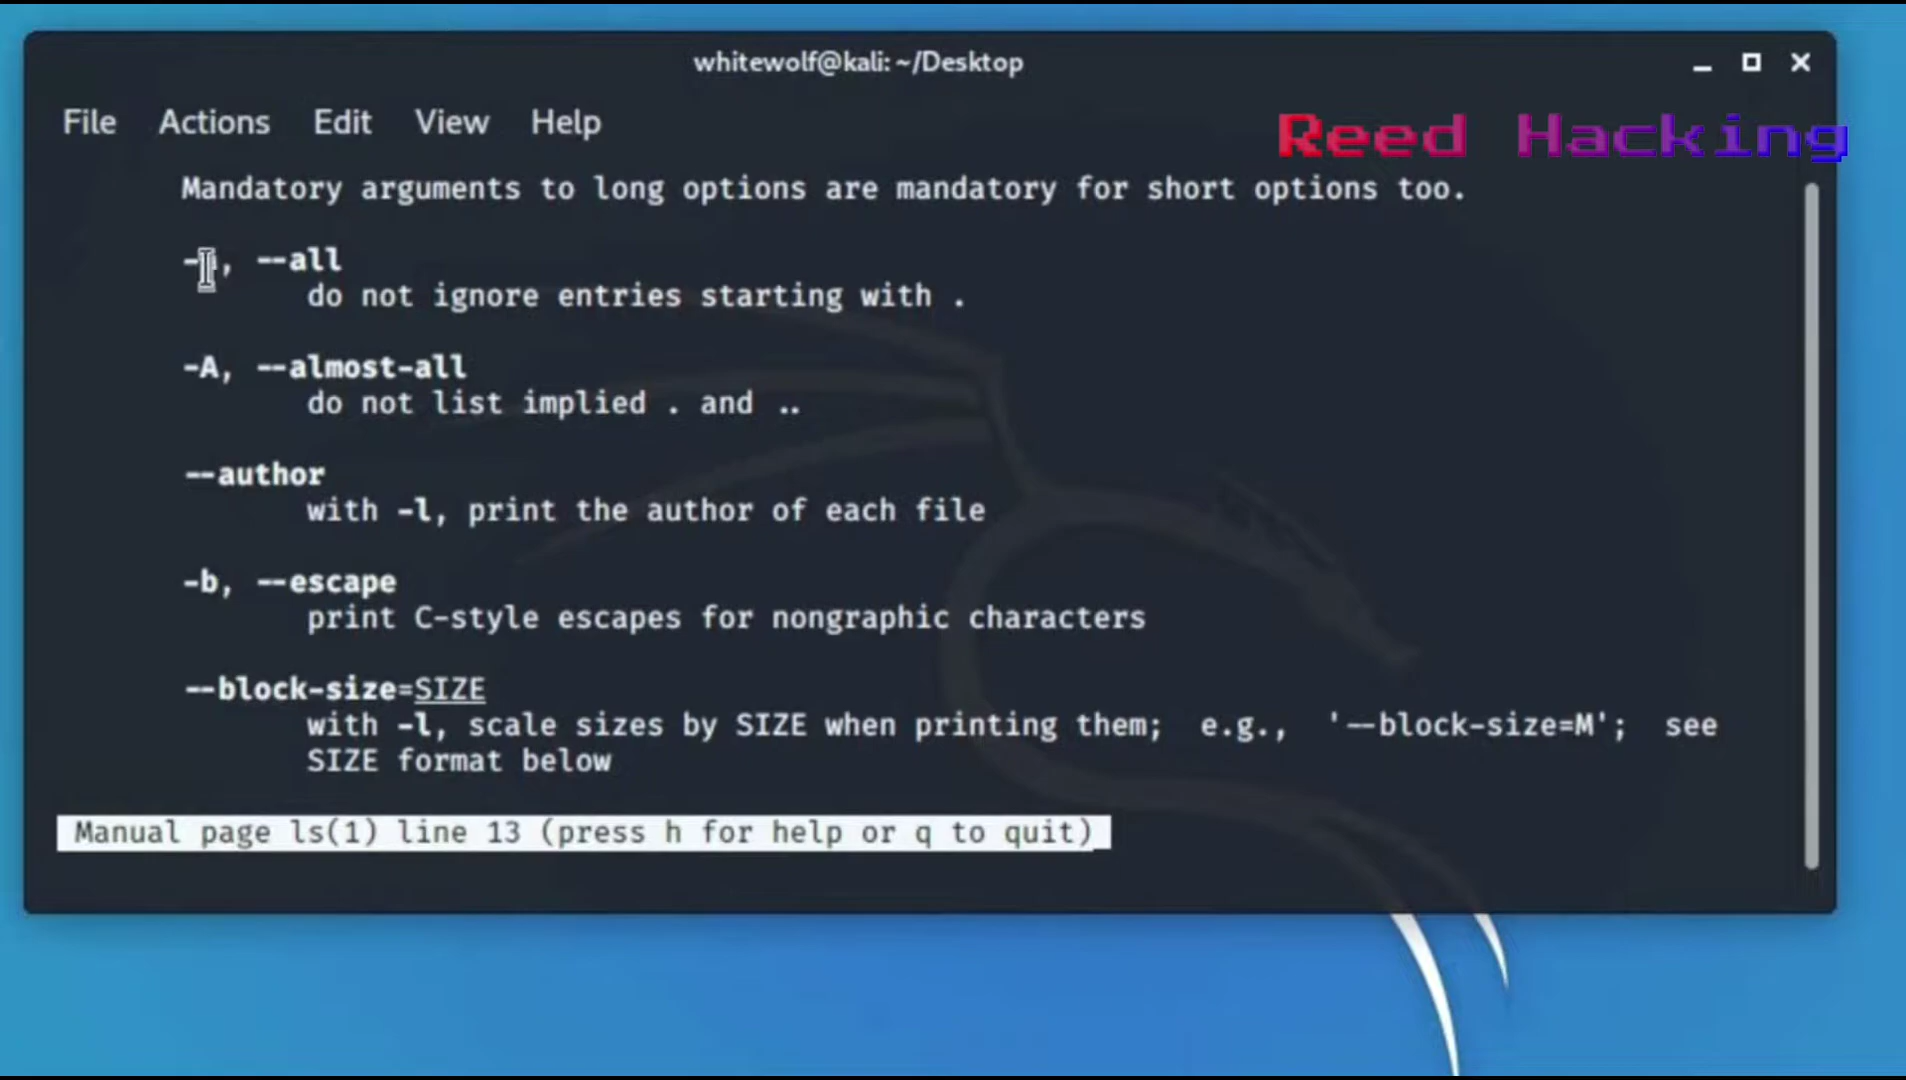 whitewolf@kali: ~/Desktop
File Actions Edit View Help
Reed Hacking
Mandatory arguments to long options are mandatory for short options too.
-a, --all
do not ignore entries starting with .
-A, --almost-all
do not list implied . and ..
--author
with -l, print the author of each file
-b, --escape
print C-style escapes for nongraphic characters
--block-size=SIZE
with -l, scale sizes by SIZE when printing them; e.g., '--block-size=M'; see
SIZE format below
Manual page ls(1) line 13 (press h for help or q to quit)